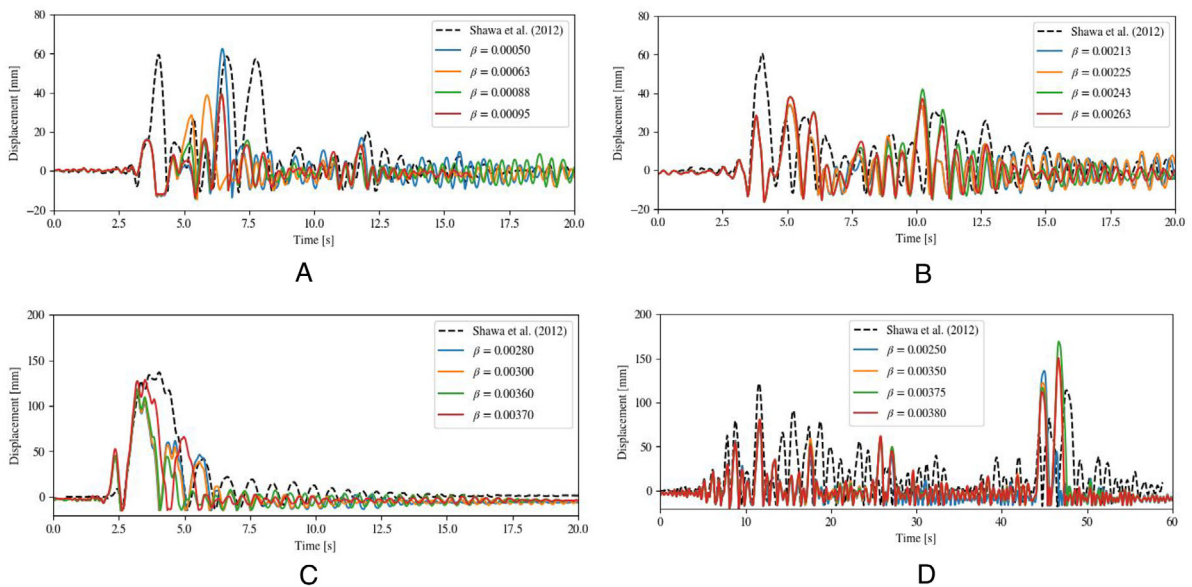 80
60
40
20
0
−20
Displacement [mm]
0.0 2.5 5.0 7.5 10.0 12.5 15.0 17.5 20.0
Time [s]
Shawa et al. (2012)
β = 0.00050
β = 0.00063
β = 0.00088
β = 0.00095
A
80
60
40
20
0
−20
Displacement [mm]
0.0 2.5 5.0 7.5 10.0 12.5 15.0 17.5 20.0
Time [s]
Shawa et al. (2012)
β = 0.00213
β = 0.00225
β = 0.00243
β = 0.00263
B
200
150
100
50
0
Displacement [mm]
0.0 2.5 5.0 7.5 10.0 12.5 15.0 17.5 20.0
Time [s]
Shawa et al. (2012)
β = 0.00280
β = 0.00300
β = 0.00360
β = 0.00370
C
200
150
100
50
0
Displacement [mm]
0 10 20 30 40 50 60
Time [s]
Shawa et al. (2012)
β = 0.00250
β = 0.00350
β = 0.00375
β = 0.00380
D